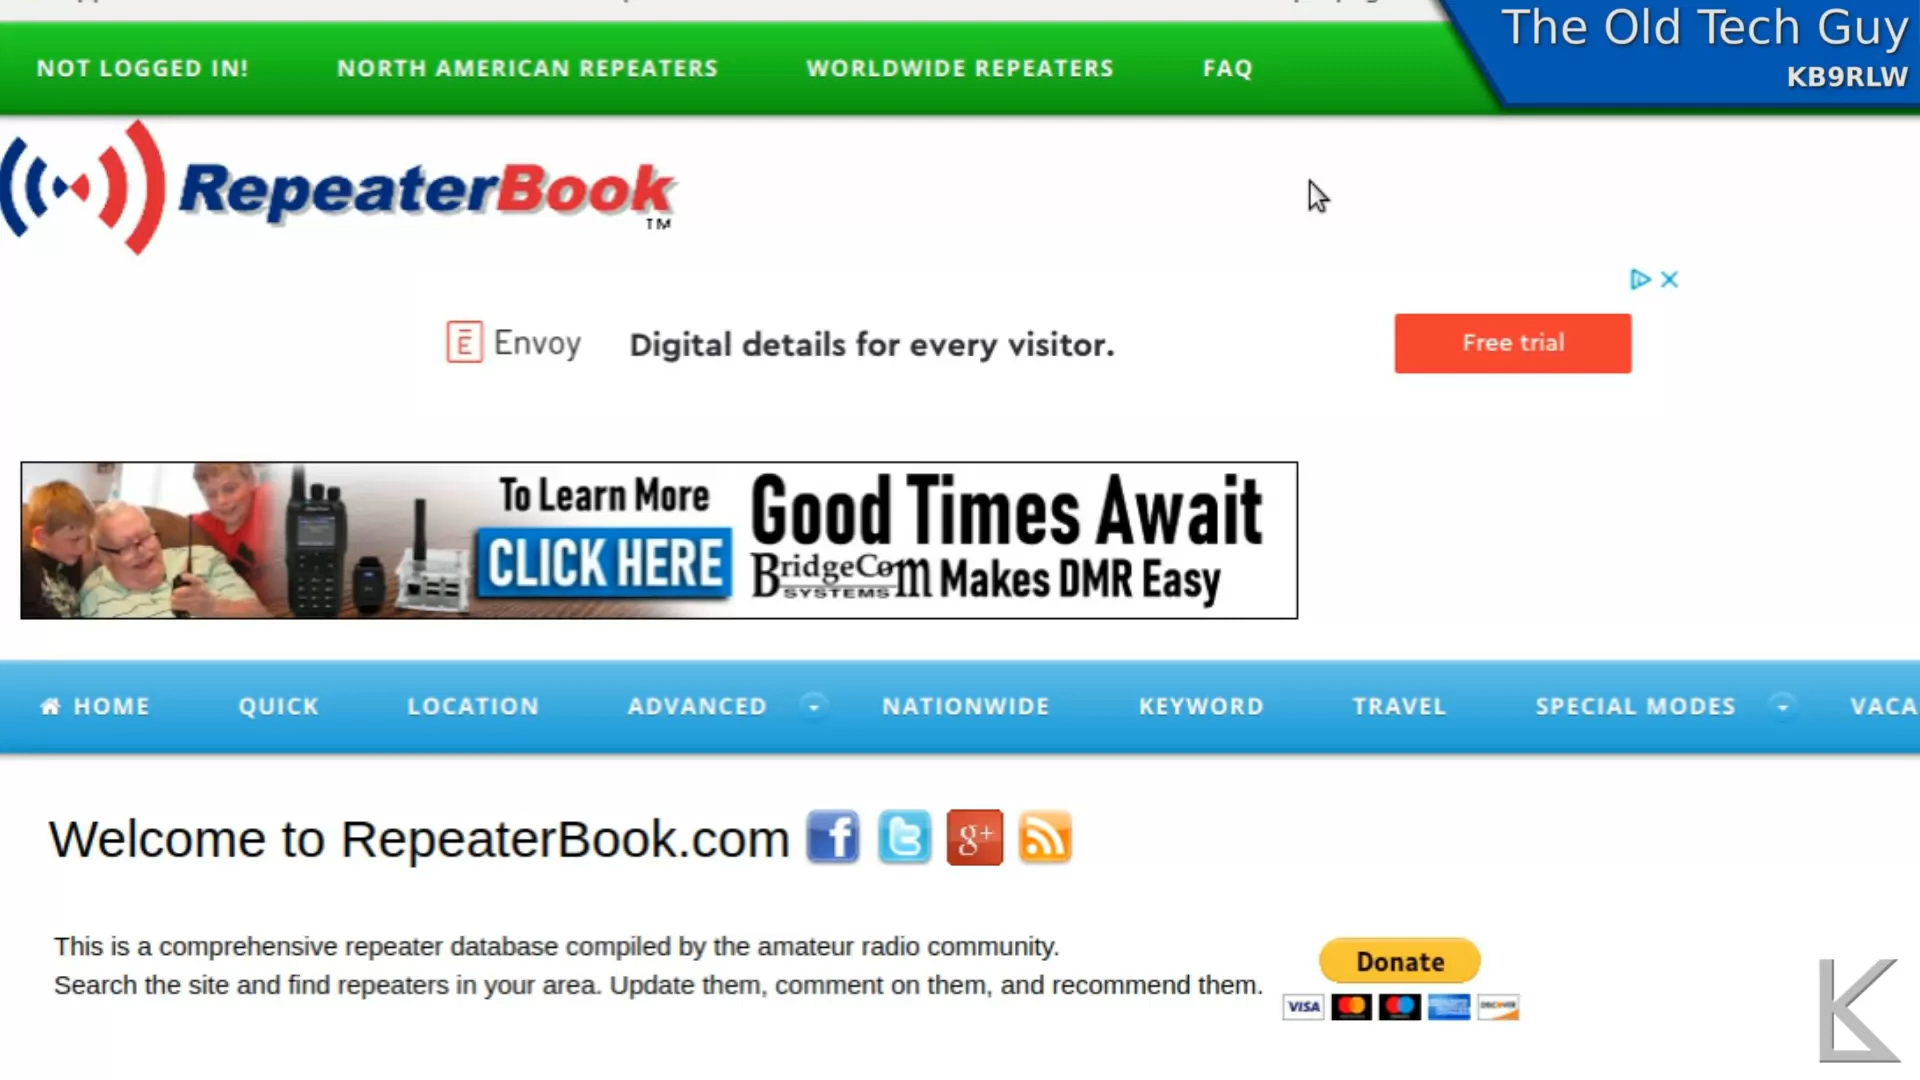 The Old Tech Guy
KB9RLW
NOT LOGGED IN! NORTH AMERICAN REPEATERS WORLDWIDE REPEATERS FAQ
RepeaterBook
TM
Envoy Digital details for every visitor. Free trial
To Learn More
CLICK HERE
Good Times Await
BridgeCom SYSTEMS Makes DMR Easy
HOME QUICK LOCATION ADVANCED NATIONWIDE KEYWORD TRAVEL SPECIAL MODES VACA
Welcome to RepeaterBook.com
This is a comprehensive repeater database compiled by the amateur radio community.
Search the site and find repeaters in your area. Update them, comment on them, and recommend them.
Donate
VISA DISCOVER